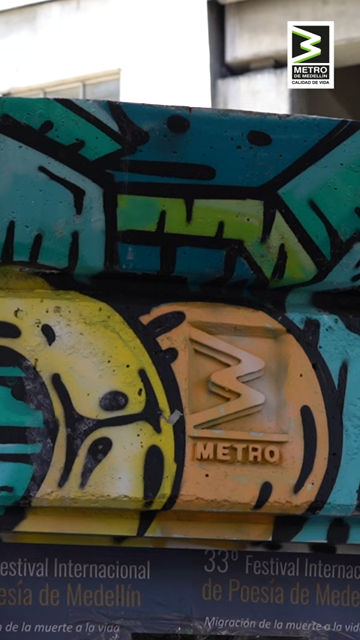 METRO
DE MEDELLÍN
CALIDAD DE VIDA
METRO
estival Internacional
esía de Medellín
n de la muerte a la vida
33° Festival Internac
de Poesía de Mede
Migración de la muerte a la vid